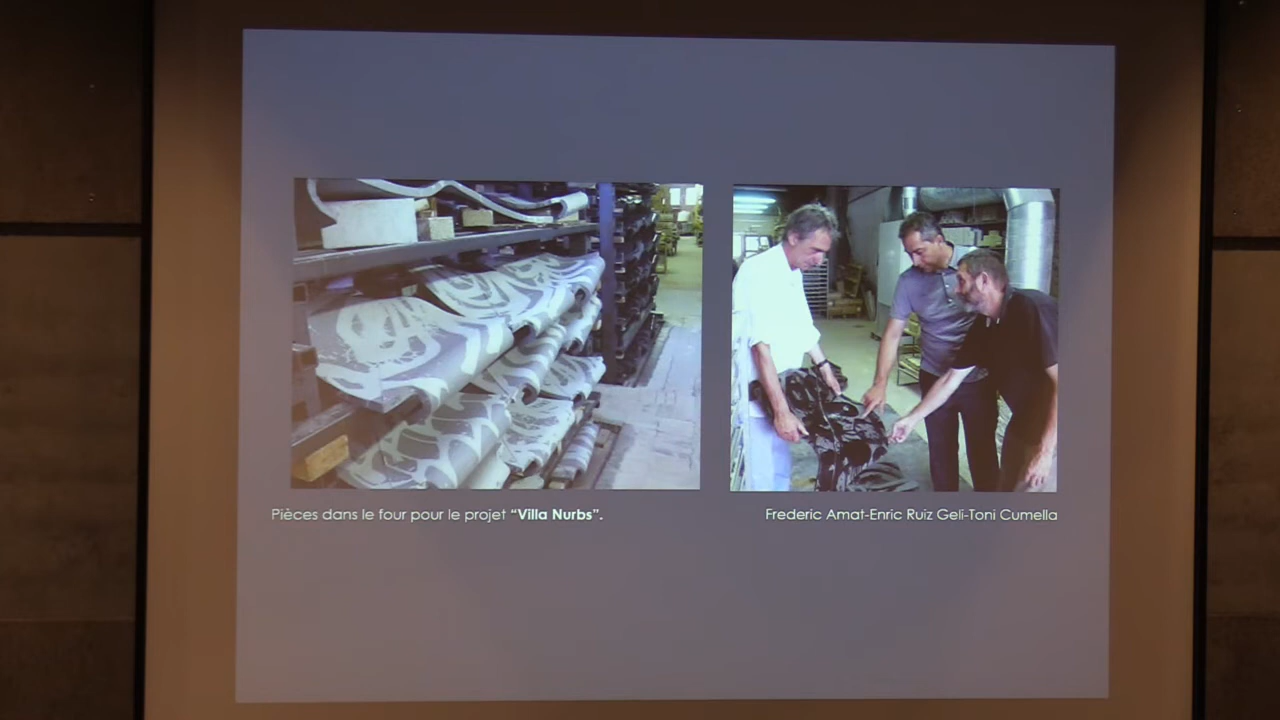 Pièces dans le four pour le projet “Villa Nurbs”.
Frederic Amat-Enric Ruiz Geli-Toni Cumella